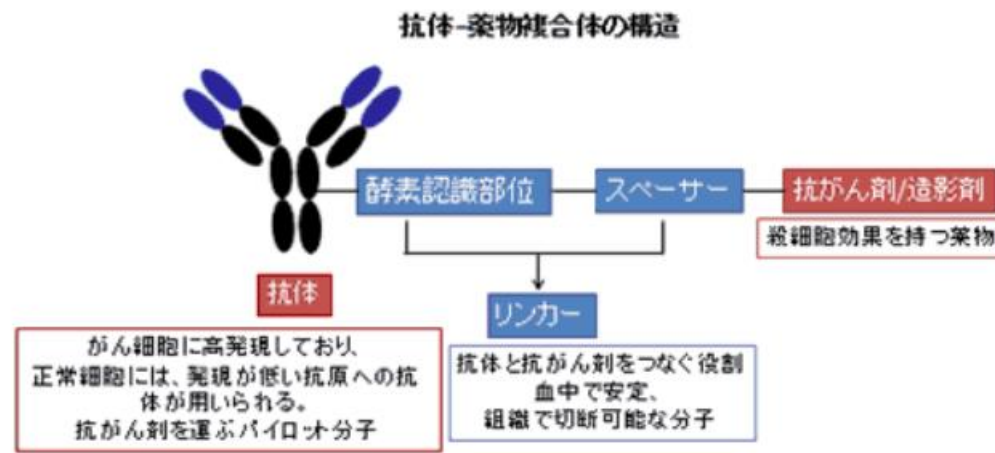 抗体-薬物複合体の構造
酵素認識部位
スペーサー
抗がん剤/造影剤
殺細胞効果を持つ薬物
抗体
リンカー
がん細胞に高発現しており、
正常細胞には、発現が低い抗原への抗
体が用いられる。
抗がん剤を運ぶパイロット分子
抗体と抗がん剤をつなぐ役割
血中で安定、
組織で切断可能な分子